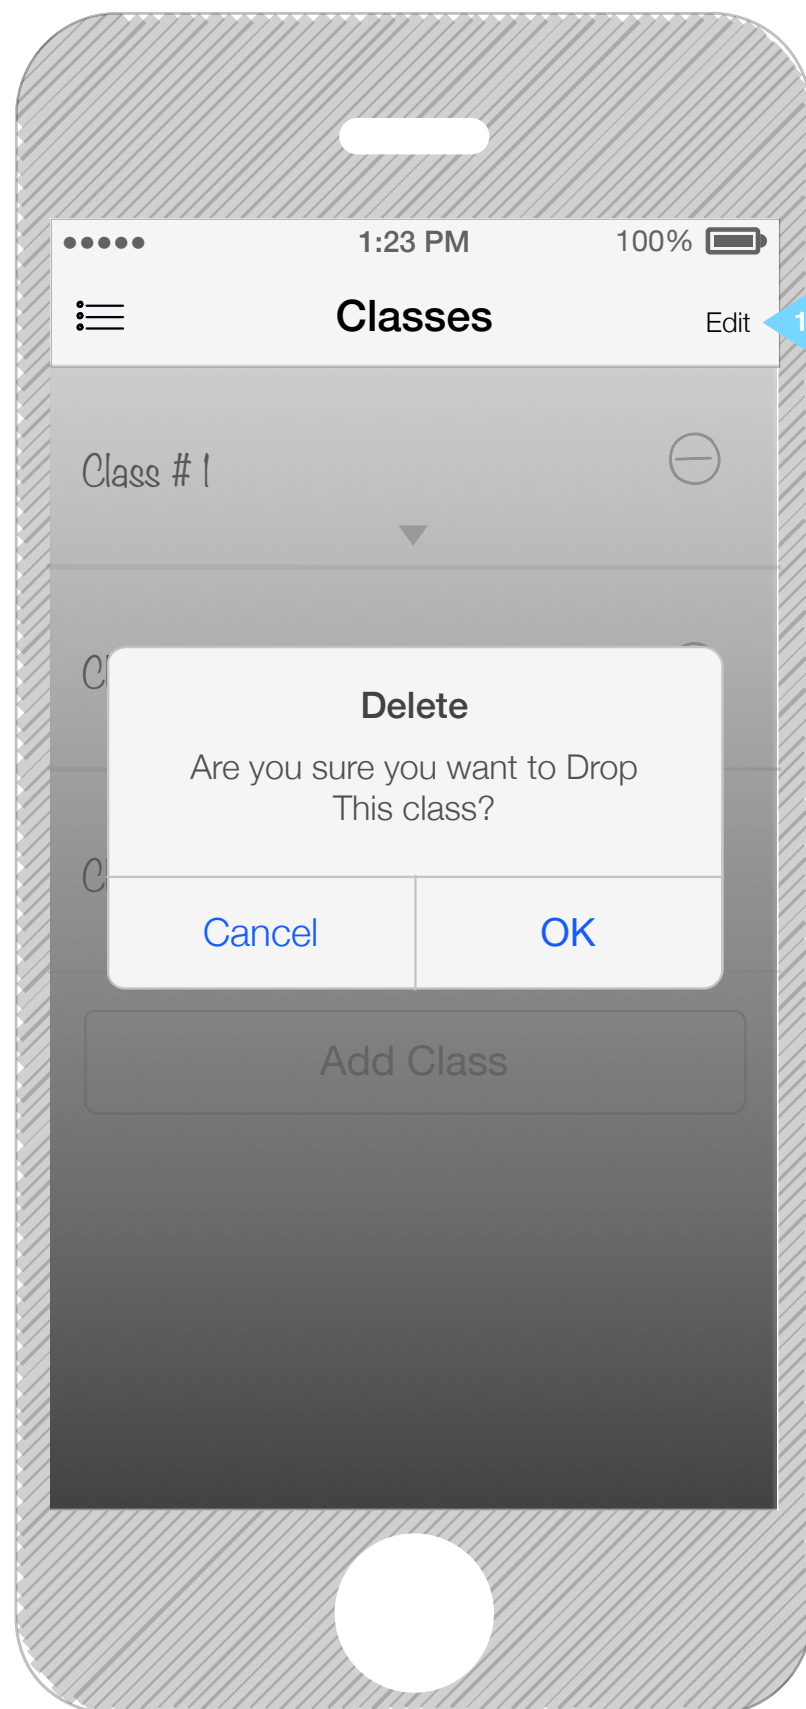 1:23 PM 100%
Classes
Edit
1
Class # 1
Delete
Are you sure you want to Drop
This class?
Cancel
OK
Add Class